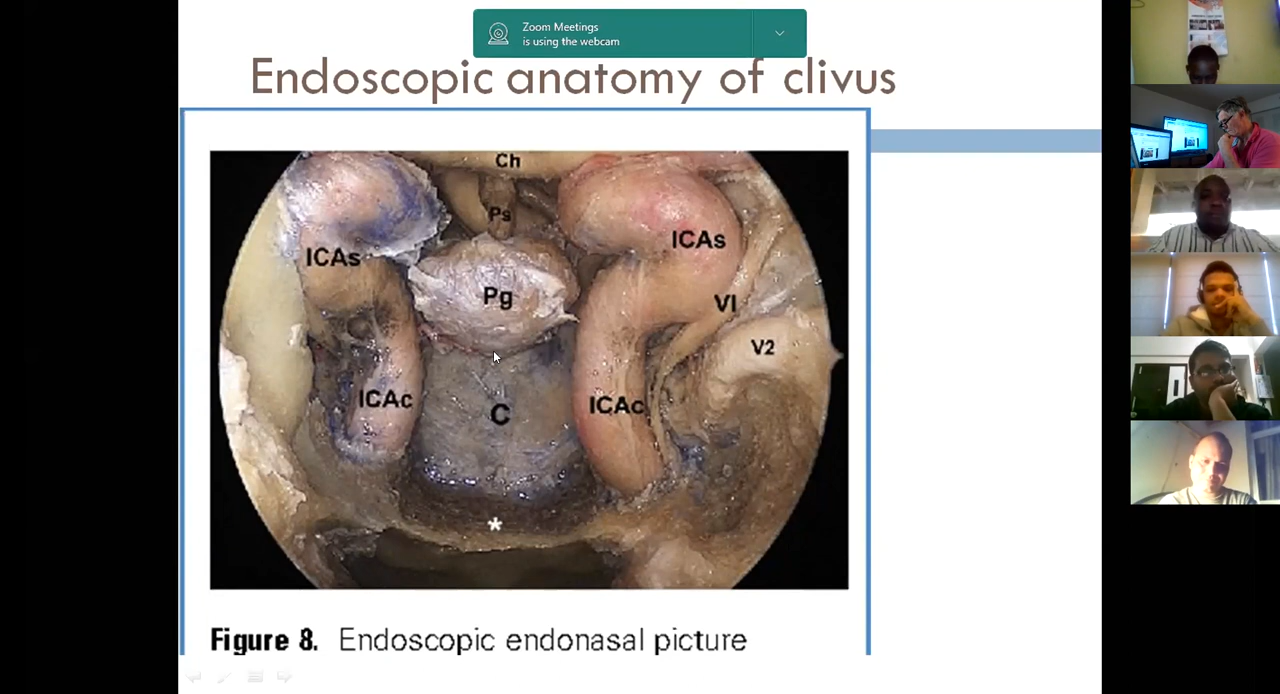 Zoom Meetings
is using the webcam
Endoscopic anatomy of clivus
Ch
Ps
ICAs
ICAs
Pg
VI
V2
ICAc
ICAc
C
*
Figure 8. Endoscopic endonasal picture